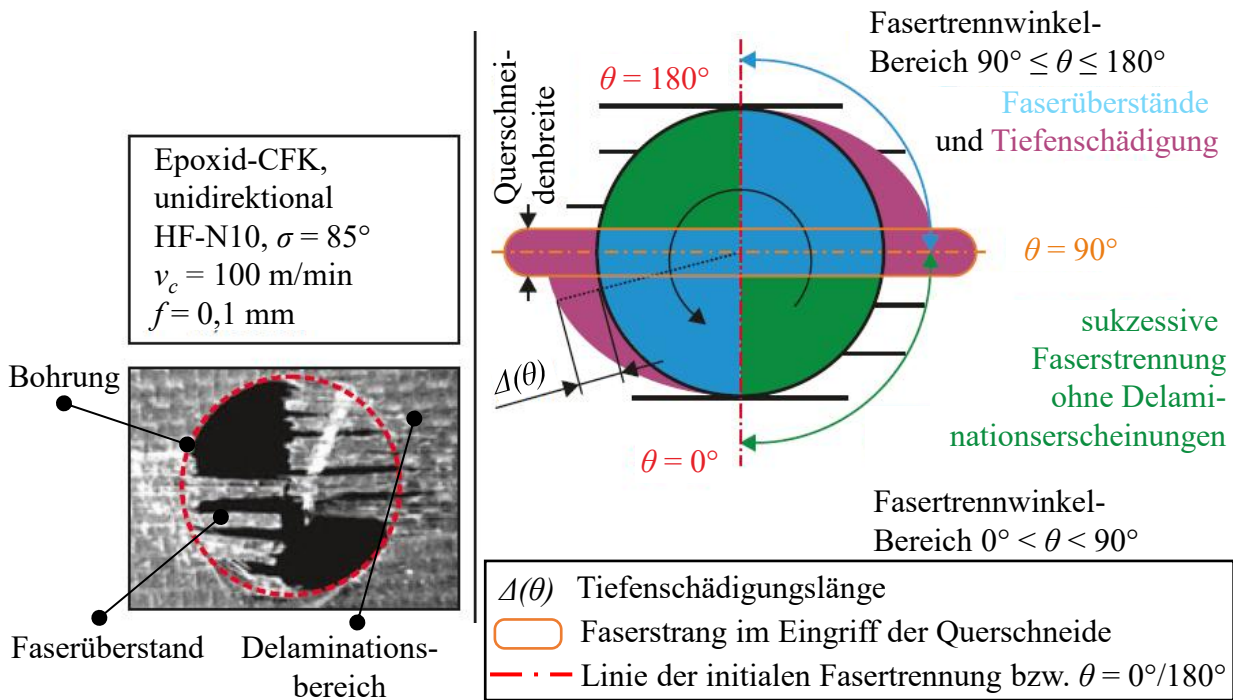 Epoxid-CFK,
unidirektional
HF-N10, σ = 85°
v_c = 100 m/min
f = 0,1 mm
Bohrung
Faserüberstand
Delaminations-
bereich
Querschnei-
denbreite
θ = 180°
Fasertrennwinkel-
Bereich 90° ≤ θ ≤ 180°
Faserüberstände
und Tiefenschädigung
θ = 90°
sukzessive
Faserstrennung
ohne Delami-
nationserscheinungen
Δ(θ)
θ = 0°
Fasertrennwinkel-
Bereich 0° < θ < 90°
Δ(θ) Tiefenschädigungslänge
Faserstrang im Eingriff der Querschneide
Linie der initialen Fasertrennung bzw. θ = 0°/180°